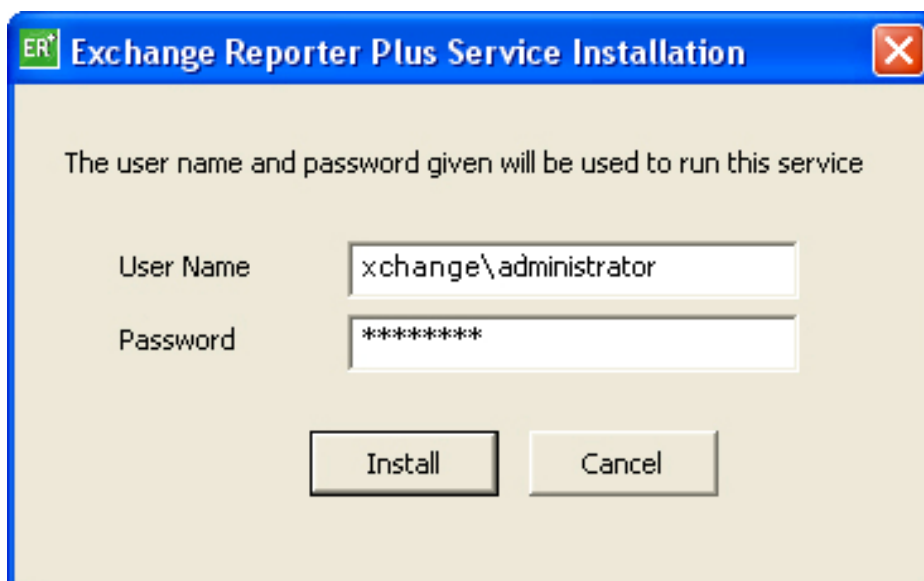 ER+ Exchange Reporter Plus Service Installation
The user name and password given will be used to run this service
User Name xchange\administrator
Password ********
Install Cancel